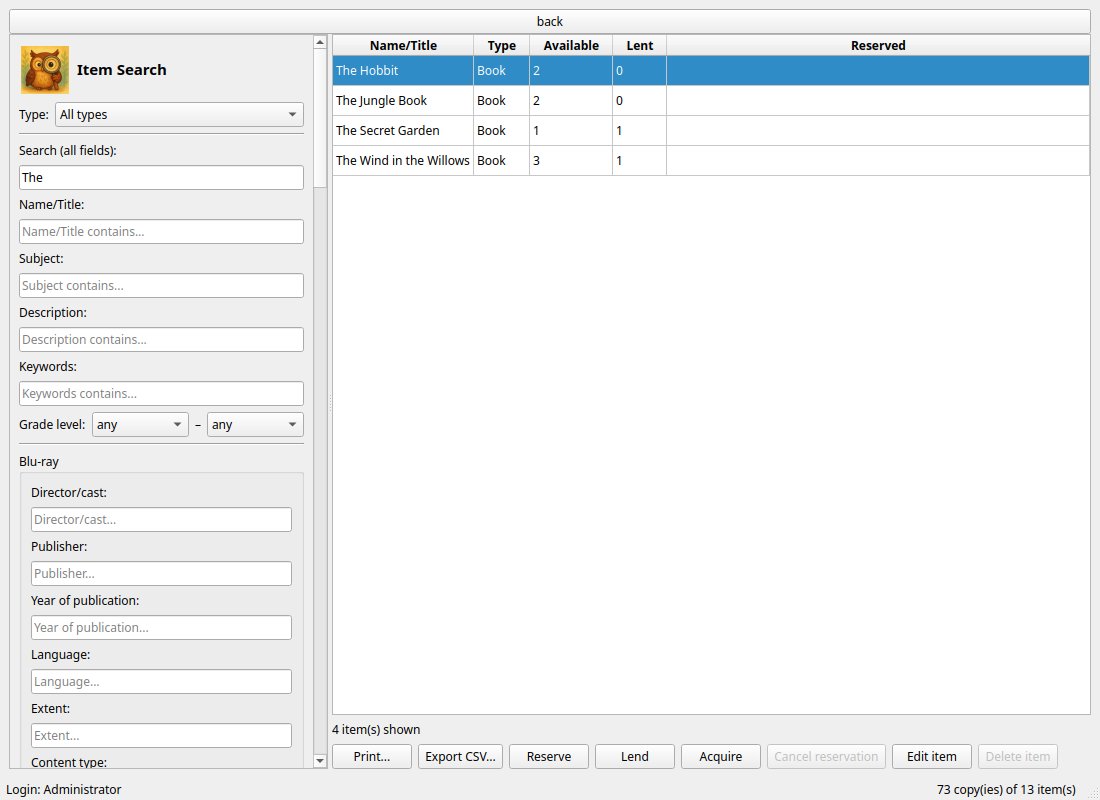 back
Item Search
Type: All types
Search (all fields):
The
Name/Title:
Name/Title contains...
Subject:
Subject contains...
Description:
Description contains...
Keywords:
Keywords contains...
Grade level: any – any
Blu-ray
Director/cast:
Director/cast...
Publisher:
Publisher...
Year of publication:
Year of publication...
Language:
Language...
Extent:
Extent...
Content type:
Name/Title Type Available Lent Reserved
The Hobbit Book 2 0
The Jungle Book Book 2 0
The Secret Garden Book 1 1
The Wind in the Willows Book 3 1
4 item(s) shown
Print... Export CSV... Reserve Lend Acquire Cancel reservation Edit item Delete item
Login: Administrator 73 copy(ies) of 13 item(s)